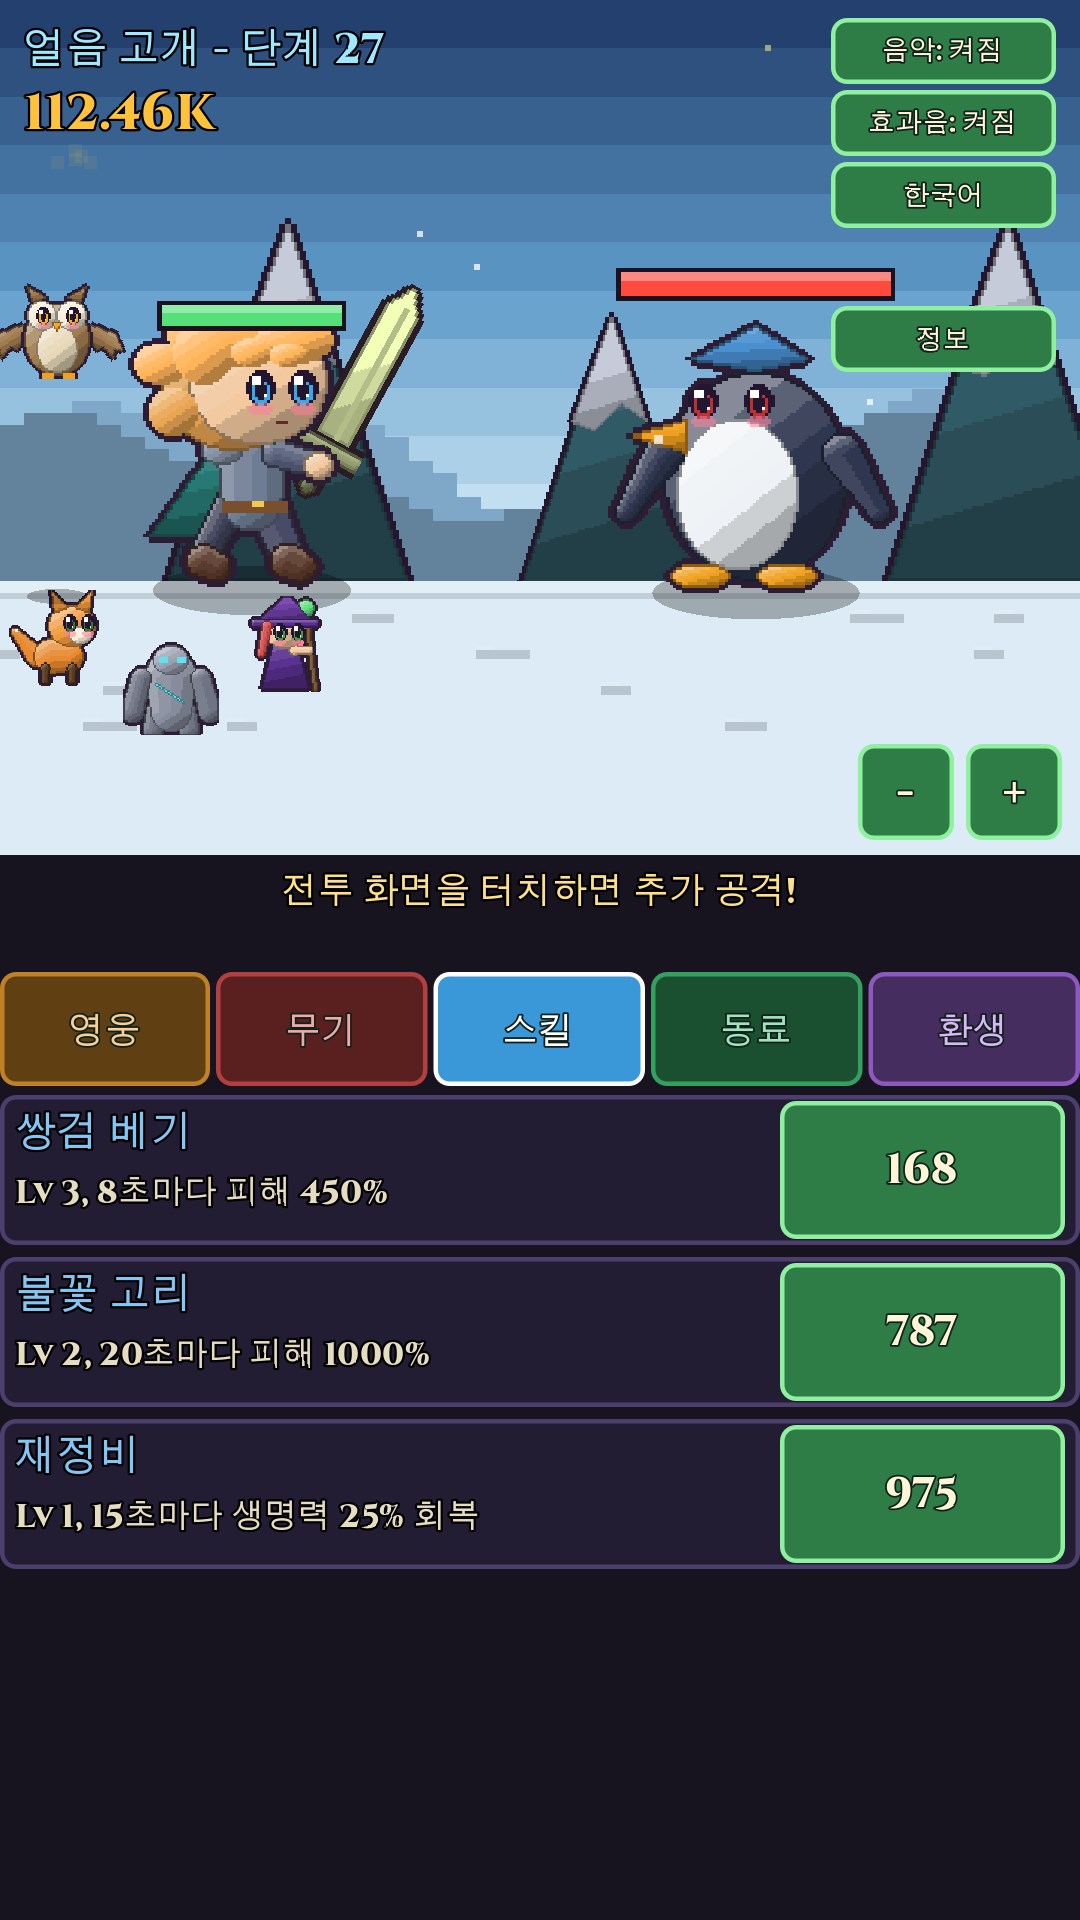 얼음 고개 - 단계 27
112.46K
음악: 켜짐
효과음: 켜짐
한국어
정보
- +
전투 화면을 터치하면 추가 공격!
영웅 무기 스킬 동료 환생
쌍검 베기
Lv 3, 8초마다 피해 450%
168
불꽃 고리
Lv 2, 20초마다 피해 1000%
787
재정비
Lv 1, 15초마다 생명력 25% 회복
975